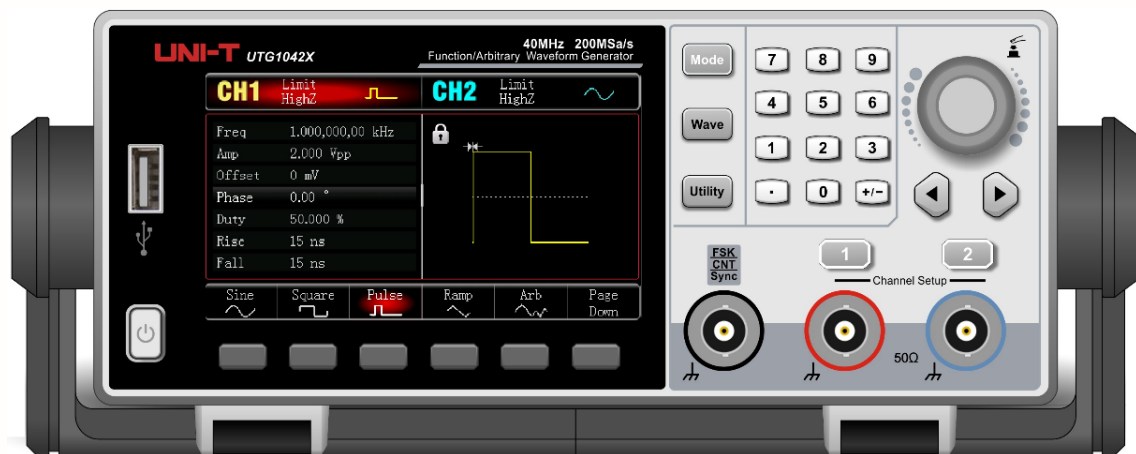 UNI-T UTG1042X
40MHz 200MSa/s
Function/Arbitrary Waveform Generator
CH1 Limit HighZ
CH2 Limit HighZ
Freq 1.000,000,00 kHz
Amp 2.000 Vpp
Offset 0 mV
Phase 0.00 °
Duty 50.000 %
Rise 15 ns
Fall 15 ns
Sine Square Pulse Ramp Arb Page Down
Mode
Wave
Utility
7 8 9
4 5 6
1 2 3
. 0 +/-
FSK
CNT
Sync
1 2
Channel Setup
50Ω